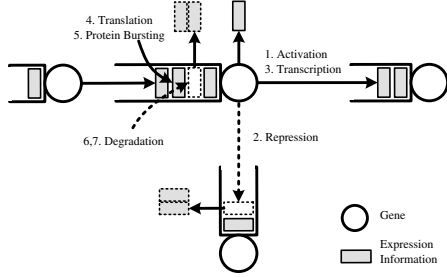 4. Translation
5. Protein Bursting
1. Activation
3. Transcription
6,7. Degradation
2. Repression
Gene
Expression
Information